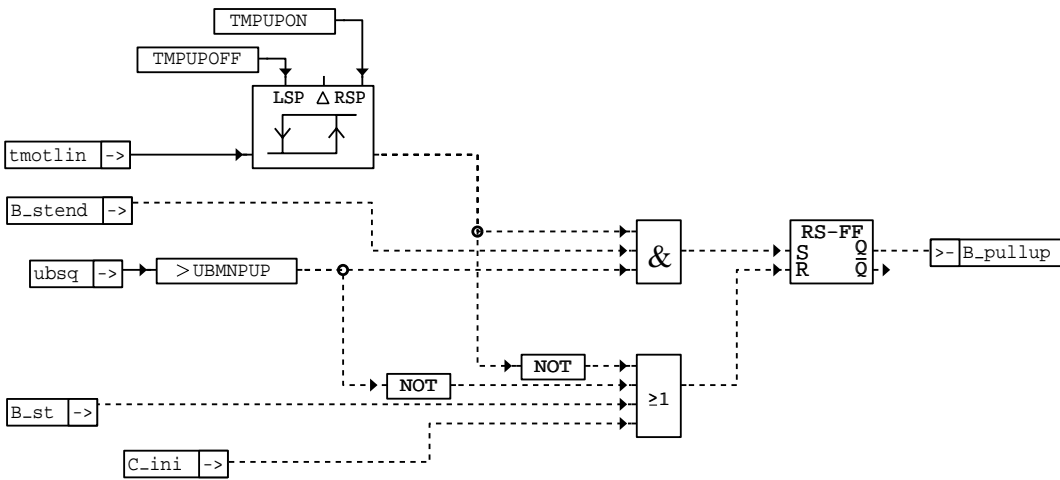 TMPUPON
TMPUPOFF
LSP △ RSP
tmotlin ->
B_stend ->
ubsq ->
>UBMNPUP
&
RS-FF
S Q
R Q̅
>- B_pullup
NOT
NOT
≥1
B_st ->
C_ini ->